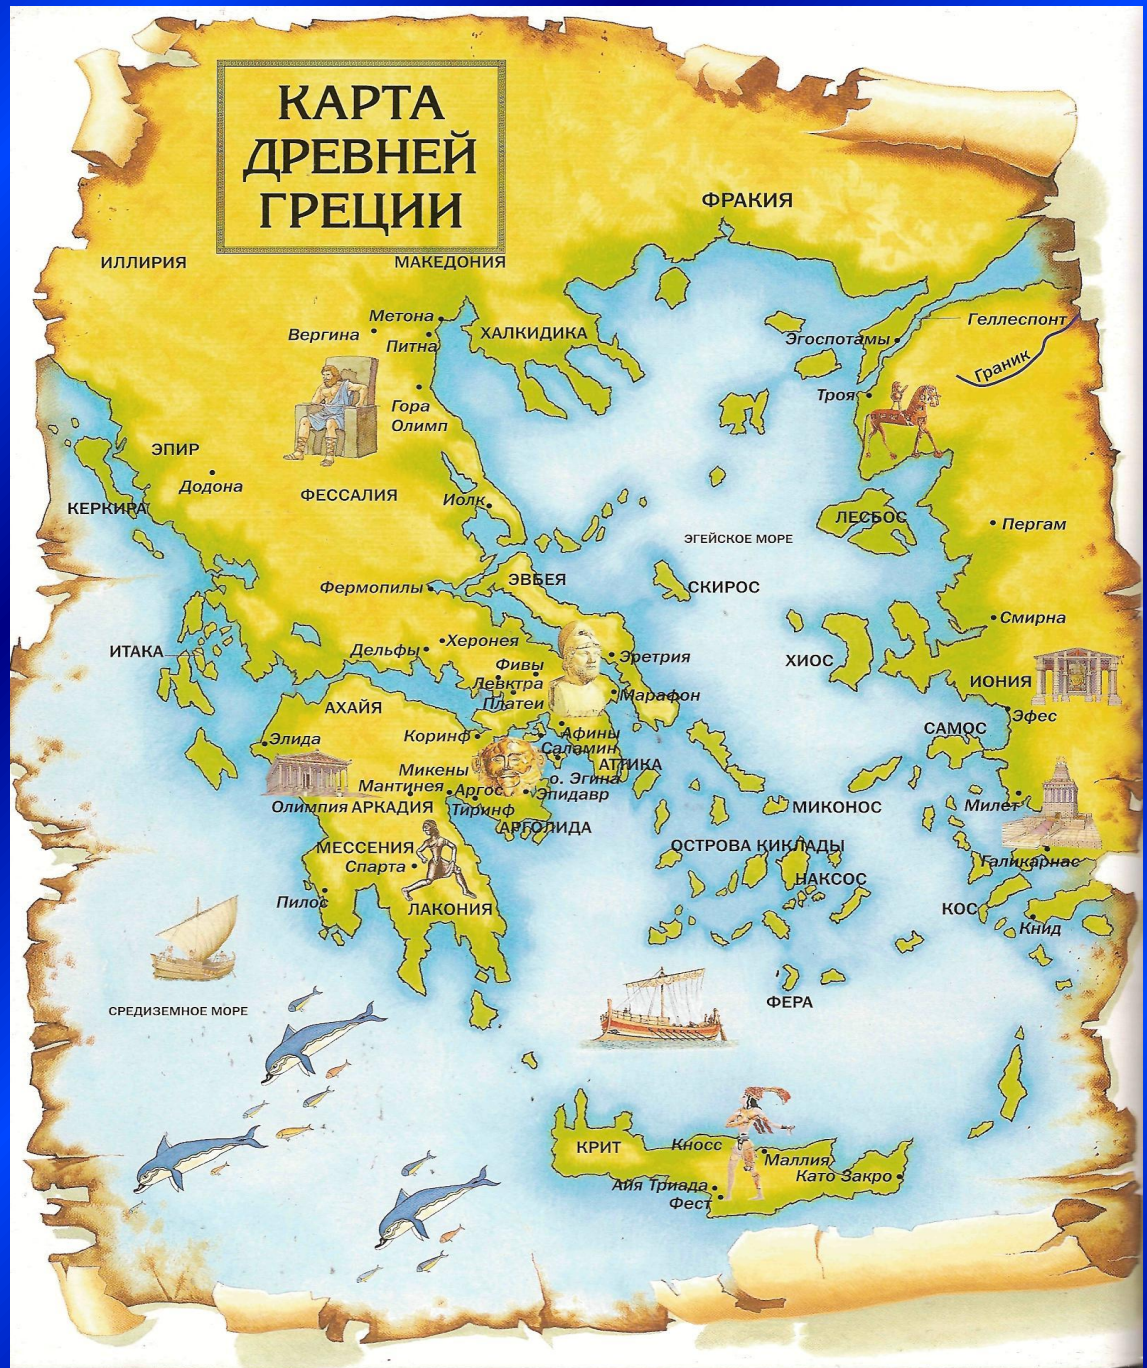 КАРТА
ДРЕВНЕЙ
ГРЕЦИИ
ФРАКИЯ
ИЛЛИРИЯ
МАКЕДОНИЯ
Метона
Вергина
Питна
ХАЛКИДИКА
Геллеспонт
Эгоспотамы
Граник
Троя
Гора
Олимп
ЭПИР
Додона
ФЕССАЛИЯ
Иолк
КЕРКИРА
ЛЕСБОС
Пергам
ЭГЕЙСКОЕ МОРЕ
ЭВБЕЯ
СКИРОС
Фермопилы
Смирна
ИТАКА
Херонея
Дельфы
Эретрия
ХИОС
Фивы
Левктра
Платеи
Марафон
ИОНИЯ
АХАЙЯ
Эфес
САМОС
Элида
Коринф
Афины
Саламин
АТТИКА
Микены
о. Эгина
Мантинея
Аргос
Эпидавр
Олимпия
АРКАДИЯ
Тиринф
МИКОНОС
Милет
АРГОЛИДА
МЕССЕНИЯ
ОСТРОВА КИКЛАДЫ
Спарта
Галикарнас
НАКСОС
Пилос
ЛАКОНИЯ
КОС
Книд
СРЕДИЗЕМНОЕ МОРЕ
ФЕРА
КРИТ
Кносс
Маллия
Като Закро
Айя Триада
Фест